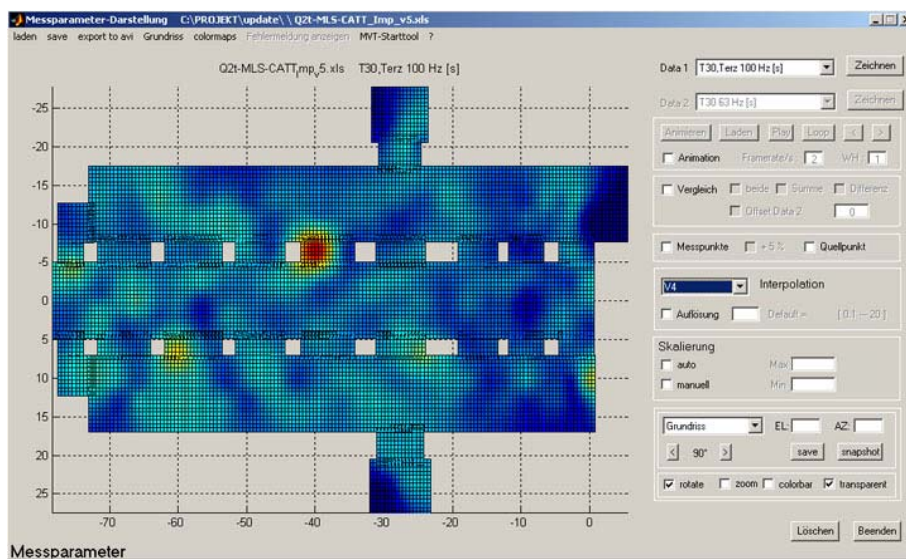 Messparameter-Darstellung C:\PROJEKT\update\ \ Q2t-MLS-CATT_Imp_v5.xls
laden save export to avi Grundriss colormaps Fehlermeldung anzeigen MVT-Starttool ?
Q2t-MLS-CATTImpv5.xls T30,Terz 100 Hz [s]
Data 1 T30,Terz 100 Hz [s] Zeichnen
Data 2 T30 63 Hz [s] Zeichnen
Animieren Laden Play Loop < >
Animation Framerate/s : 2 WH : 1
Vergleich beide Summe Differenz
Offset Data 2 0
Messpunkte + 5 % Quellpunkt
V4 Interpolation
Auflösung Default = [ 0.1 --- 20 ]
Skalierung
auto Max
manuell Min
Grundriss EL: AZ:
< 90° > save snapshot
rotate zoom colorbar transparent
Löschen Beenden
-25
-20
-15
-10
-5
0
5
10
15
20
25
-70 -60 -50 -40 -30 -20 -10 0
Messparameter